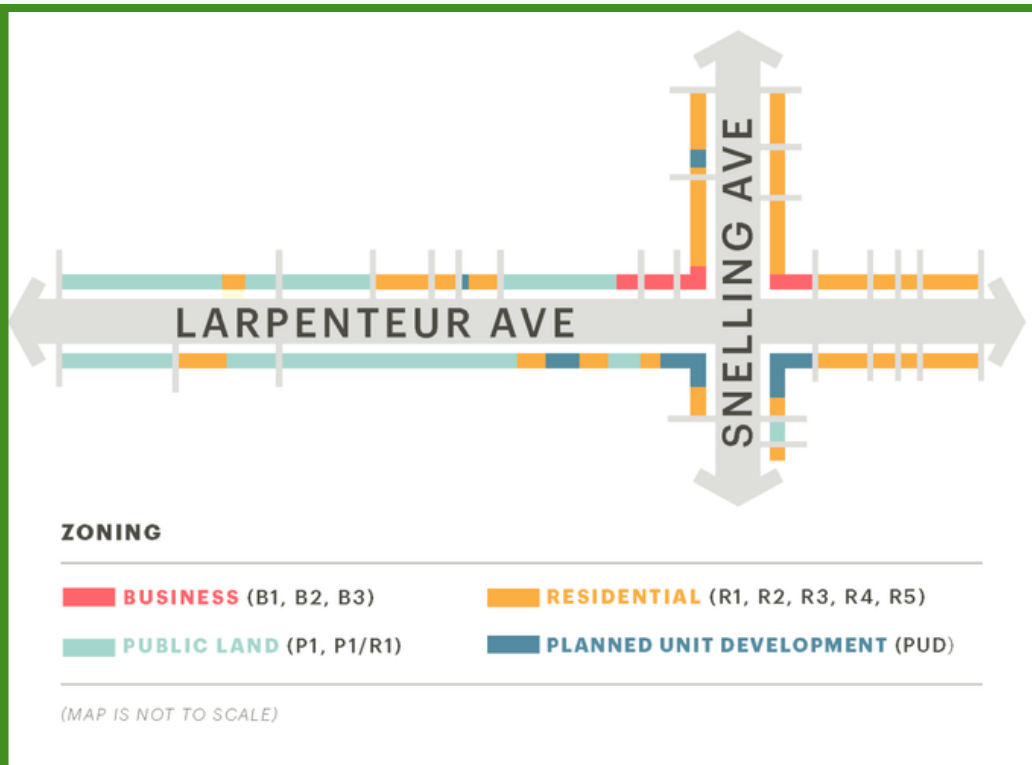 SNELLING AVE
LARPENTEUR AVE
ZONING
BUSINESS (B1, B2, B3)
RESIDENTIAL (R1, R2, R3, R4, R5)
PUBLIC LAND (P1, P1/R1)
PLANNED UNIT DEVELOPMENT (PUD)
(MAP IS NOT TO SCALE)